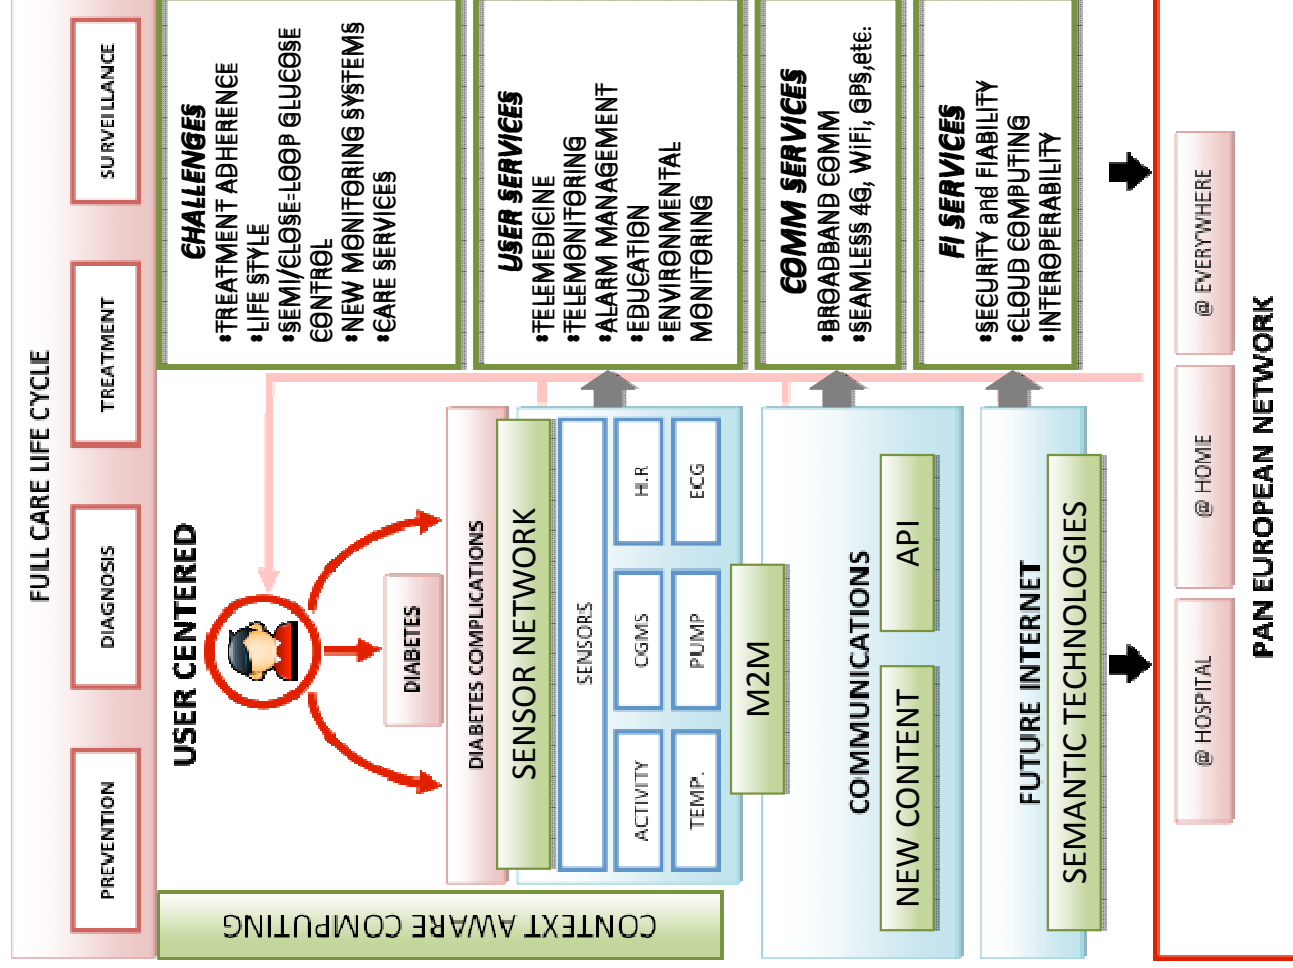 FULL CARE LIFE CYCLE
PREVENTION
DIAGNOSIS
TREATMENT
SURVEILLANCE
USER CENTERED
DIABETES
DIABETES COMPLICATIONS
CONTEXT AWARE COMPUTING
SENSOR NETWORK
SENSORS
ACTIVITY
CGMS
H.R
TEMP.
PUMP
ECG
M2M
COMMUNICATIONS
NEW CONTENT
API
FUTURE INTERNET
SEMANTIC TECHNOLOGIES
CHALLENGES
•TREATMENT ADHERENCE
•LIFE STYLE
•SEMI/CLOSE-LOOP GLUCOSE
CONTROL
•NEW MONITORING SYSTEMS
•CARE SERVICES
USER SERVICES
•TELEMEDICINE
•TELEMONITORING
•ALARM MANAGEMENT
•EDUCATION
•ENVIRONMENTAL
MONITORING
COMM SERVICES
•BROADBAND COMM
•SEAMLESS 4G, WiFi, GPS,etc.
FI SERVICES
•SECURITY and FIABILITY
•CLOUD COMPUTING
•INTEROPERABILITY
@ HOSPITAL
@ HOME
@ EVERYWHERE
PAN EUROPEAN NETWORK